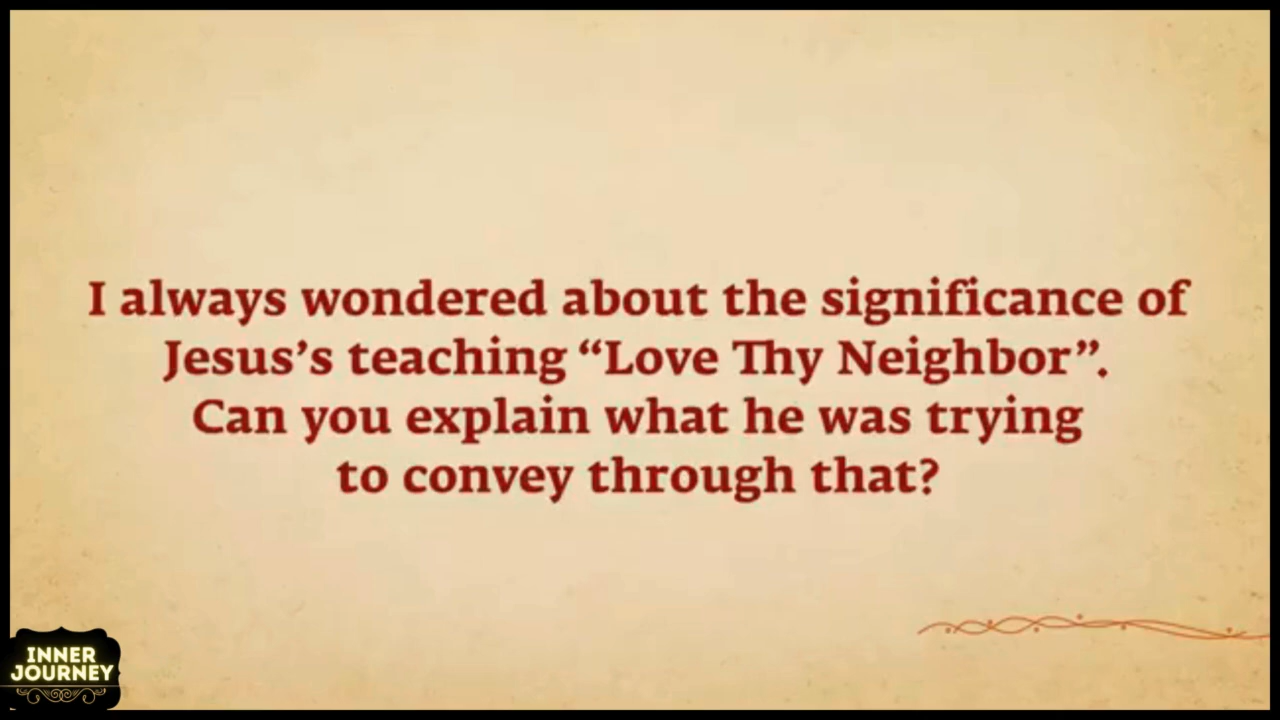 I always wondered about the significance of
Jesus’s teaching “Love Thy Neighbor”.
Can you explain what he was trying
to convey through that?
INNER
JOURNEY